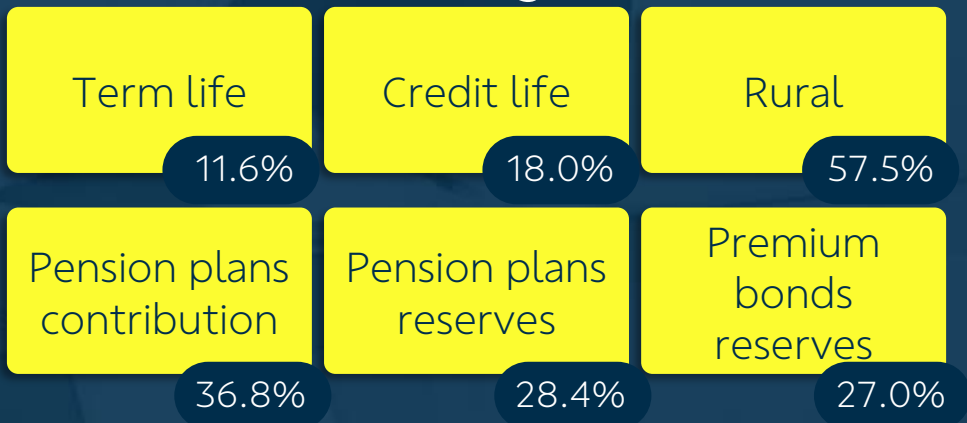 Term life
11.6%
Credit life
18.0%
Rural
57.5%
Pension plans
contribution
36.8%
Pension plans
reserves
28.4%
Premium
bonds
reserves
27.0%